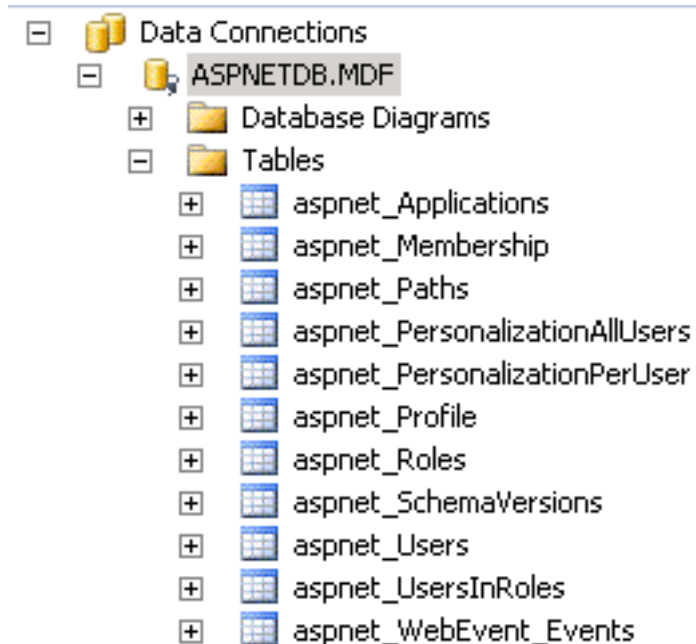 Data Connections
ASPNETDB.MDF
Database Diagrams
Tables
aspnet_Applications
aspnet_Membership
aspnet_Paths
aspnet_PersonalizationAllUsers
aspnet_PersonalizationPerUser
aspnet_Profile
aspnet_Roles
aspnet_SchemaVersions
aspnet_Users
aspnet_UsersInRoles
aspnet_WebEvent_Events